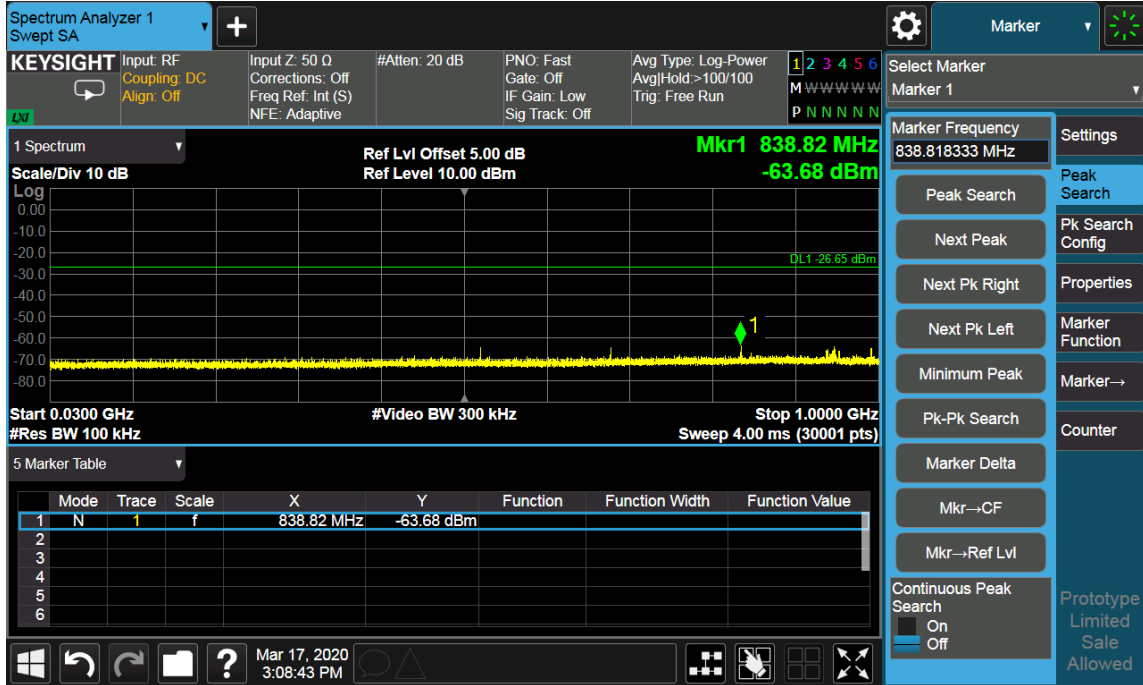 Spectrum Analyzer 1
Swept SA
Marker
KEYSIGHT
LXI
Input: RF
Coupling: DC
Align: Off
Input Z: 50 Ω
Corrections: Off
Freq Ref: Int (S)
NFE: Adaptive
#Atten: 20 dB
PNO: Fast
Gate: Off
IF Gain: Low
Sig Track: Off
Avg Type: Log-Power
Avg|Hold:>100/100
Trig: Free Run
1 2 3 4 5 6
M W W W W W
P N N N N N
Select Marker
Marker 1
1 Spectrum
Scale/Div 10 dB
Ref Lvl Offset 5.00 dB
Ref Level 10.00 dBm
Mkr1 838.82 MHz
-63.68 dBm
Log
0.00
-10.0
-20.0
-30.0
-40.0
-50.0
-60.0
-70.0
-80.0
DL1 -26.65 dBm
1
Start 0.0300 GHz
#Res BW 100 kHz
#Video BW 300 kHz
Stop 1.0000 GHz
Sweep 4.00 ms (30001 pts)
5 Marker Table
Mode Trace Scale X Y Function Function Width Function Value
1 N 1 f 838.82 MHz -63.68 dBm
2
3
4
5
6
Marker Frequency
838.818333 MHz
Peak Search
Next Peak
Next Pk Right
Next Pk Left
Minimum Peak
Pk-Pk Search
Marker Delta
Mkr→CF
Mkr→Ref Lvl
Continuous Peak
Search
On
Off
Settings
Peak
Search
Pk Search
Config
Properties
Marker
Function
Marker→
Counter
Prototype
Limited
Sale
Allowed
?
Mar 17, 2020
3:08:43 PM